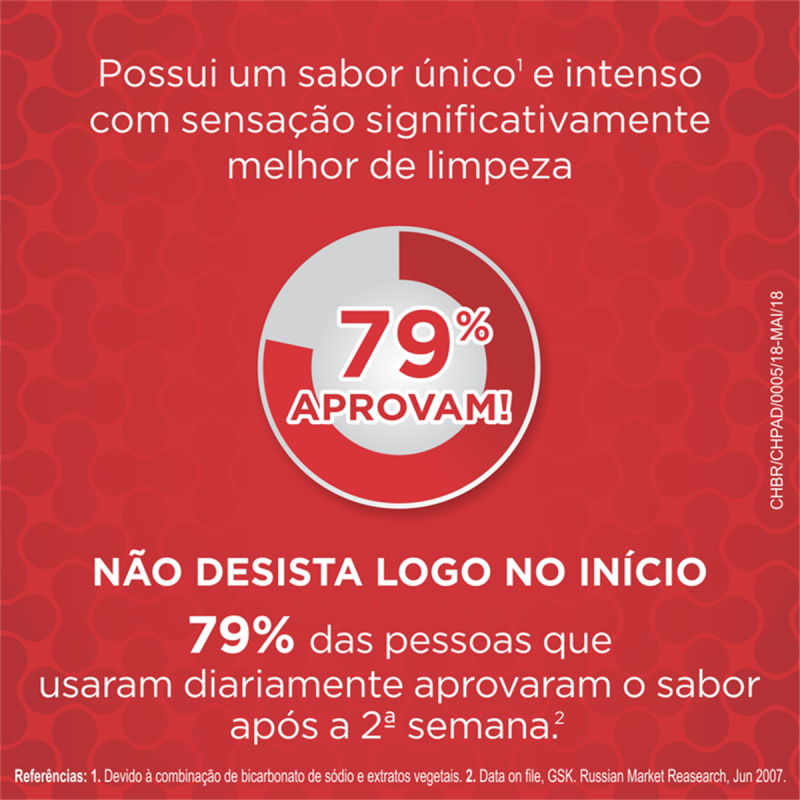 Possui um sabor único¹ e intenso
com sensação significativamente
melhor de limpeza
79%
APROVAM!
CHBR/CHPAD/0005/18-MAI/18
NÃO DESISTA LOGO NO INÍCIO
79% das pessoas que
usaram diariamente aprovaram o sabor
após a 2ª semana.²
Referências: 1. Devido à combinação de bicarbonato de sódio e extratos vegetais. 2. Data on file, GSK. Russian Market Reasearch, Jun 2007.